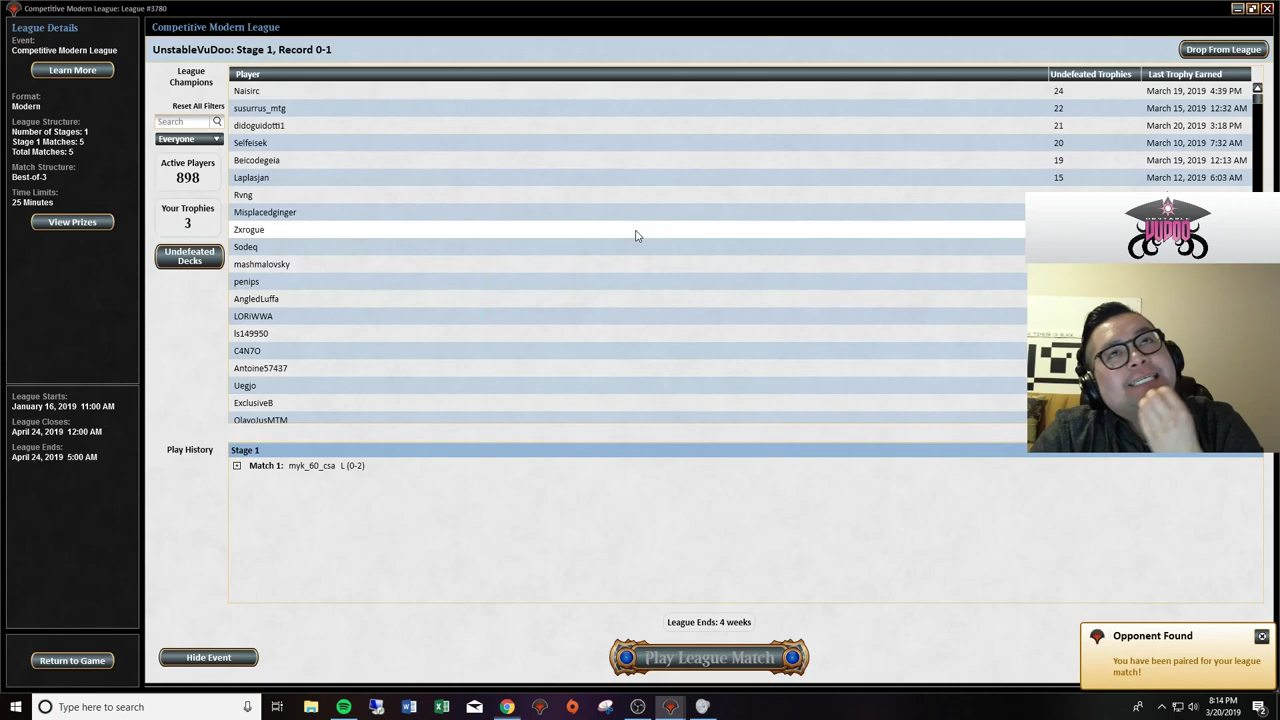 Competitive Modern League: League #3780
League Details
Event:
Competitive Modern League
Learn More
Format:
Modern
League Structure:
Number of Stages: 1
Stage 1 Matches: 5
Total Matches: 5
Match Structure:
Best-of-3
Time Limits:
25 Minutes
View Prizes
League Starts:
January 16, 2019 11:00 AM
League Closes:
April 24, 2019 12:00 AM
League Ends:
April 24, 2019 5:00 AM
Return to Game
Competitive Modern League
UnstableVuDoo: Stage 1, Record 0-1
Drop From League
League
Champions
Reset All Filters
Search
Everyone
Active Players
898
Your Trophies
3
Undefeated
Decks
Player Undefeated Trophies Last Trophy Earned
Naisirc 24 March 19, 2019 4:39 PM
susurrus_mtg 22 March 15, 2019 12:32 AM
didoguidotti1 21 March 20, 2019 3:18 PM
Selfeisek 20 March 10, 2019 7:32 AM
Beicodegeia 19 March 19, 2019 12:13 AM
Laplasjan 15 March 12, 2019 6:03 AM
Rvng
Misplacedginger
Zxrogue
Sodeq
mashmalovsky
penips
AngledLuffa
LORiWWA
ls149950
C4N7O
Antoine57437
Uegjo
ExclusiveB
OlavoJusMTM
UNSTABLE
VUDOO
Play History
Stage 1
Match 1: myk_60_csa L (0-2)
League Ends: 4 weeks
Hide Event
Play League Match
Opponent Found
You have been paired for your league
match!
Type here to search
8:14 PM
3/20/2019
2